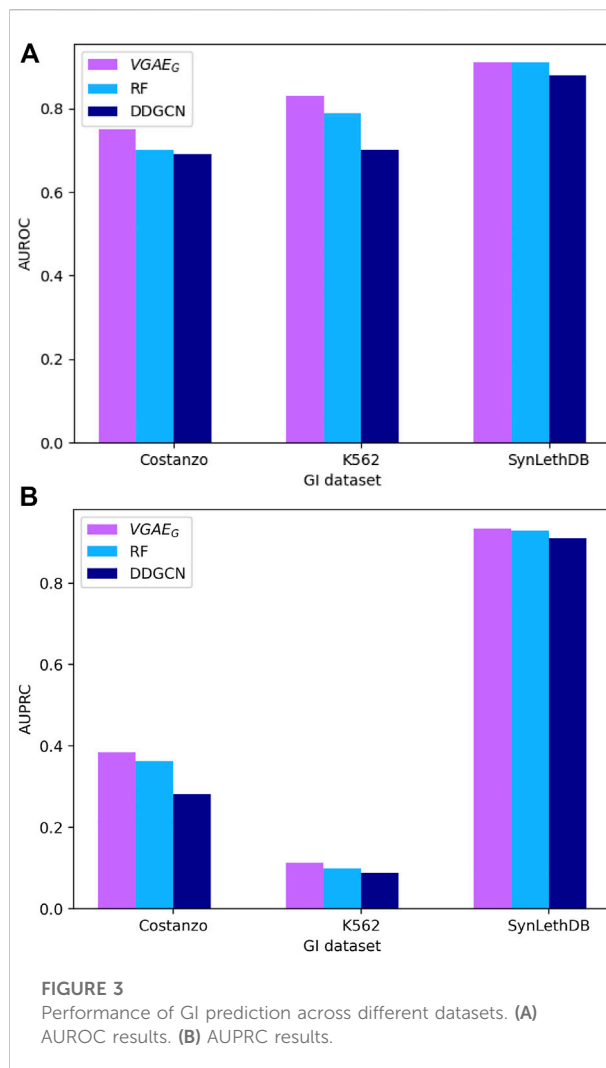 A
VGAE_G
RF
DDGCN
AUROC
0.8
0.6
0.4
0.2
0.0
Costanzo K562 SynLethDB
GI dataset
B
VGAE_G
RF
DDGCN
AUPRC
0.8
0.6
0.4
0.2
0.0
Costanzo K562 SynLethDB
GI dataset
FIGURE 3
Performance of GI prediction across different datasets. (A)
AUROC results. (B) AUPRC results.